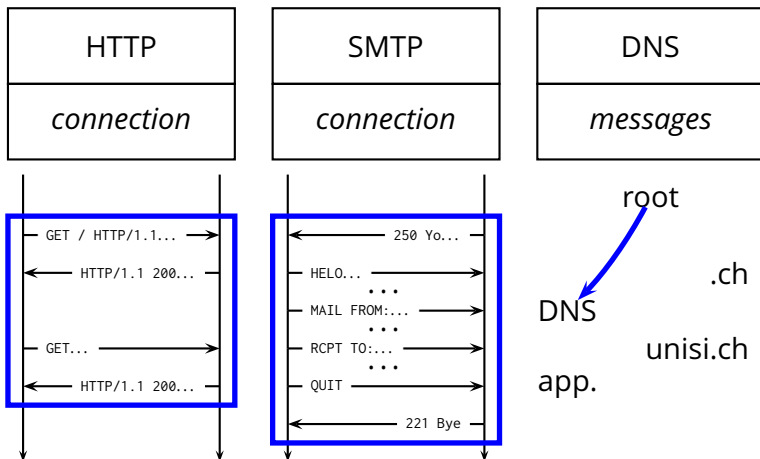 HTTP
connection
GET / HTTP/1.1...
HTTP/1.1 200...
GET...
HTTP/1.1 200...
SMTP
connection
250 Yo...
HELO...
...
MAIL FROM:...
...
RCPT TO:...
...
QUIT
221 Bye
DNS
messages
root
.ch
DNS
unisi.ch
app.